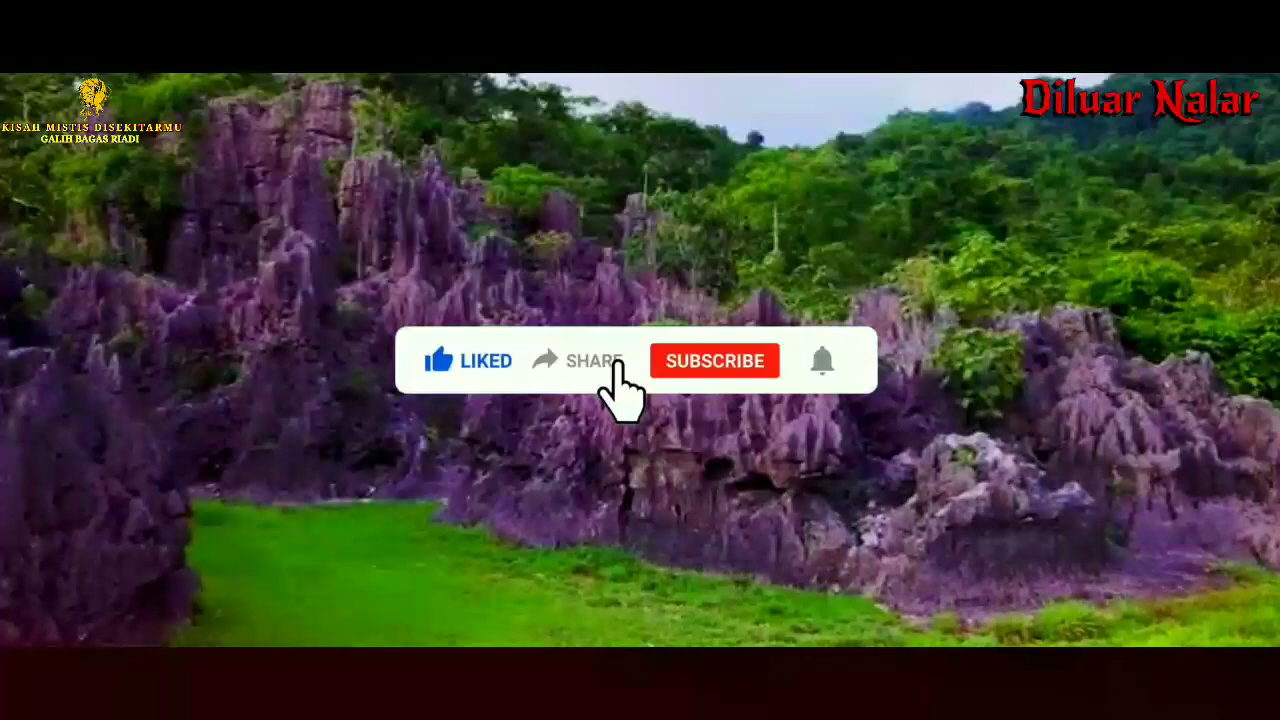 KISAH MISTIS DISEKITARMU
GALIH BAGAS RIADI
Diluar Nalar
LIKED
SHARE
SUBSCRIBE